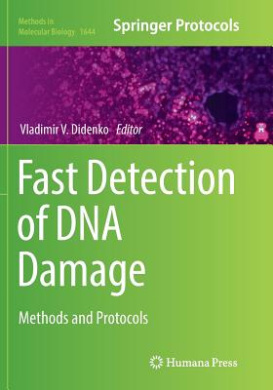 Methods in
Molecular Biology 1644
Springer Protocols
Vladimir V. Didenko Editor
Fast Detection
of DNA
Damage
Methods and Protocols
Humana Press